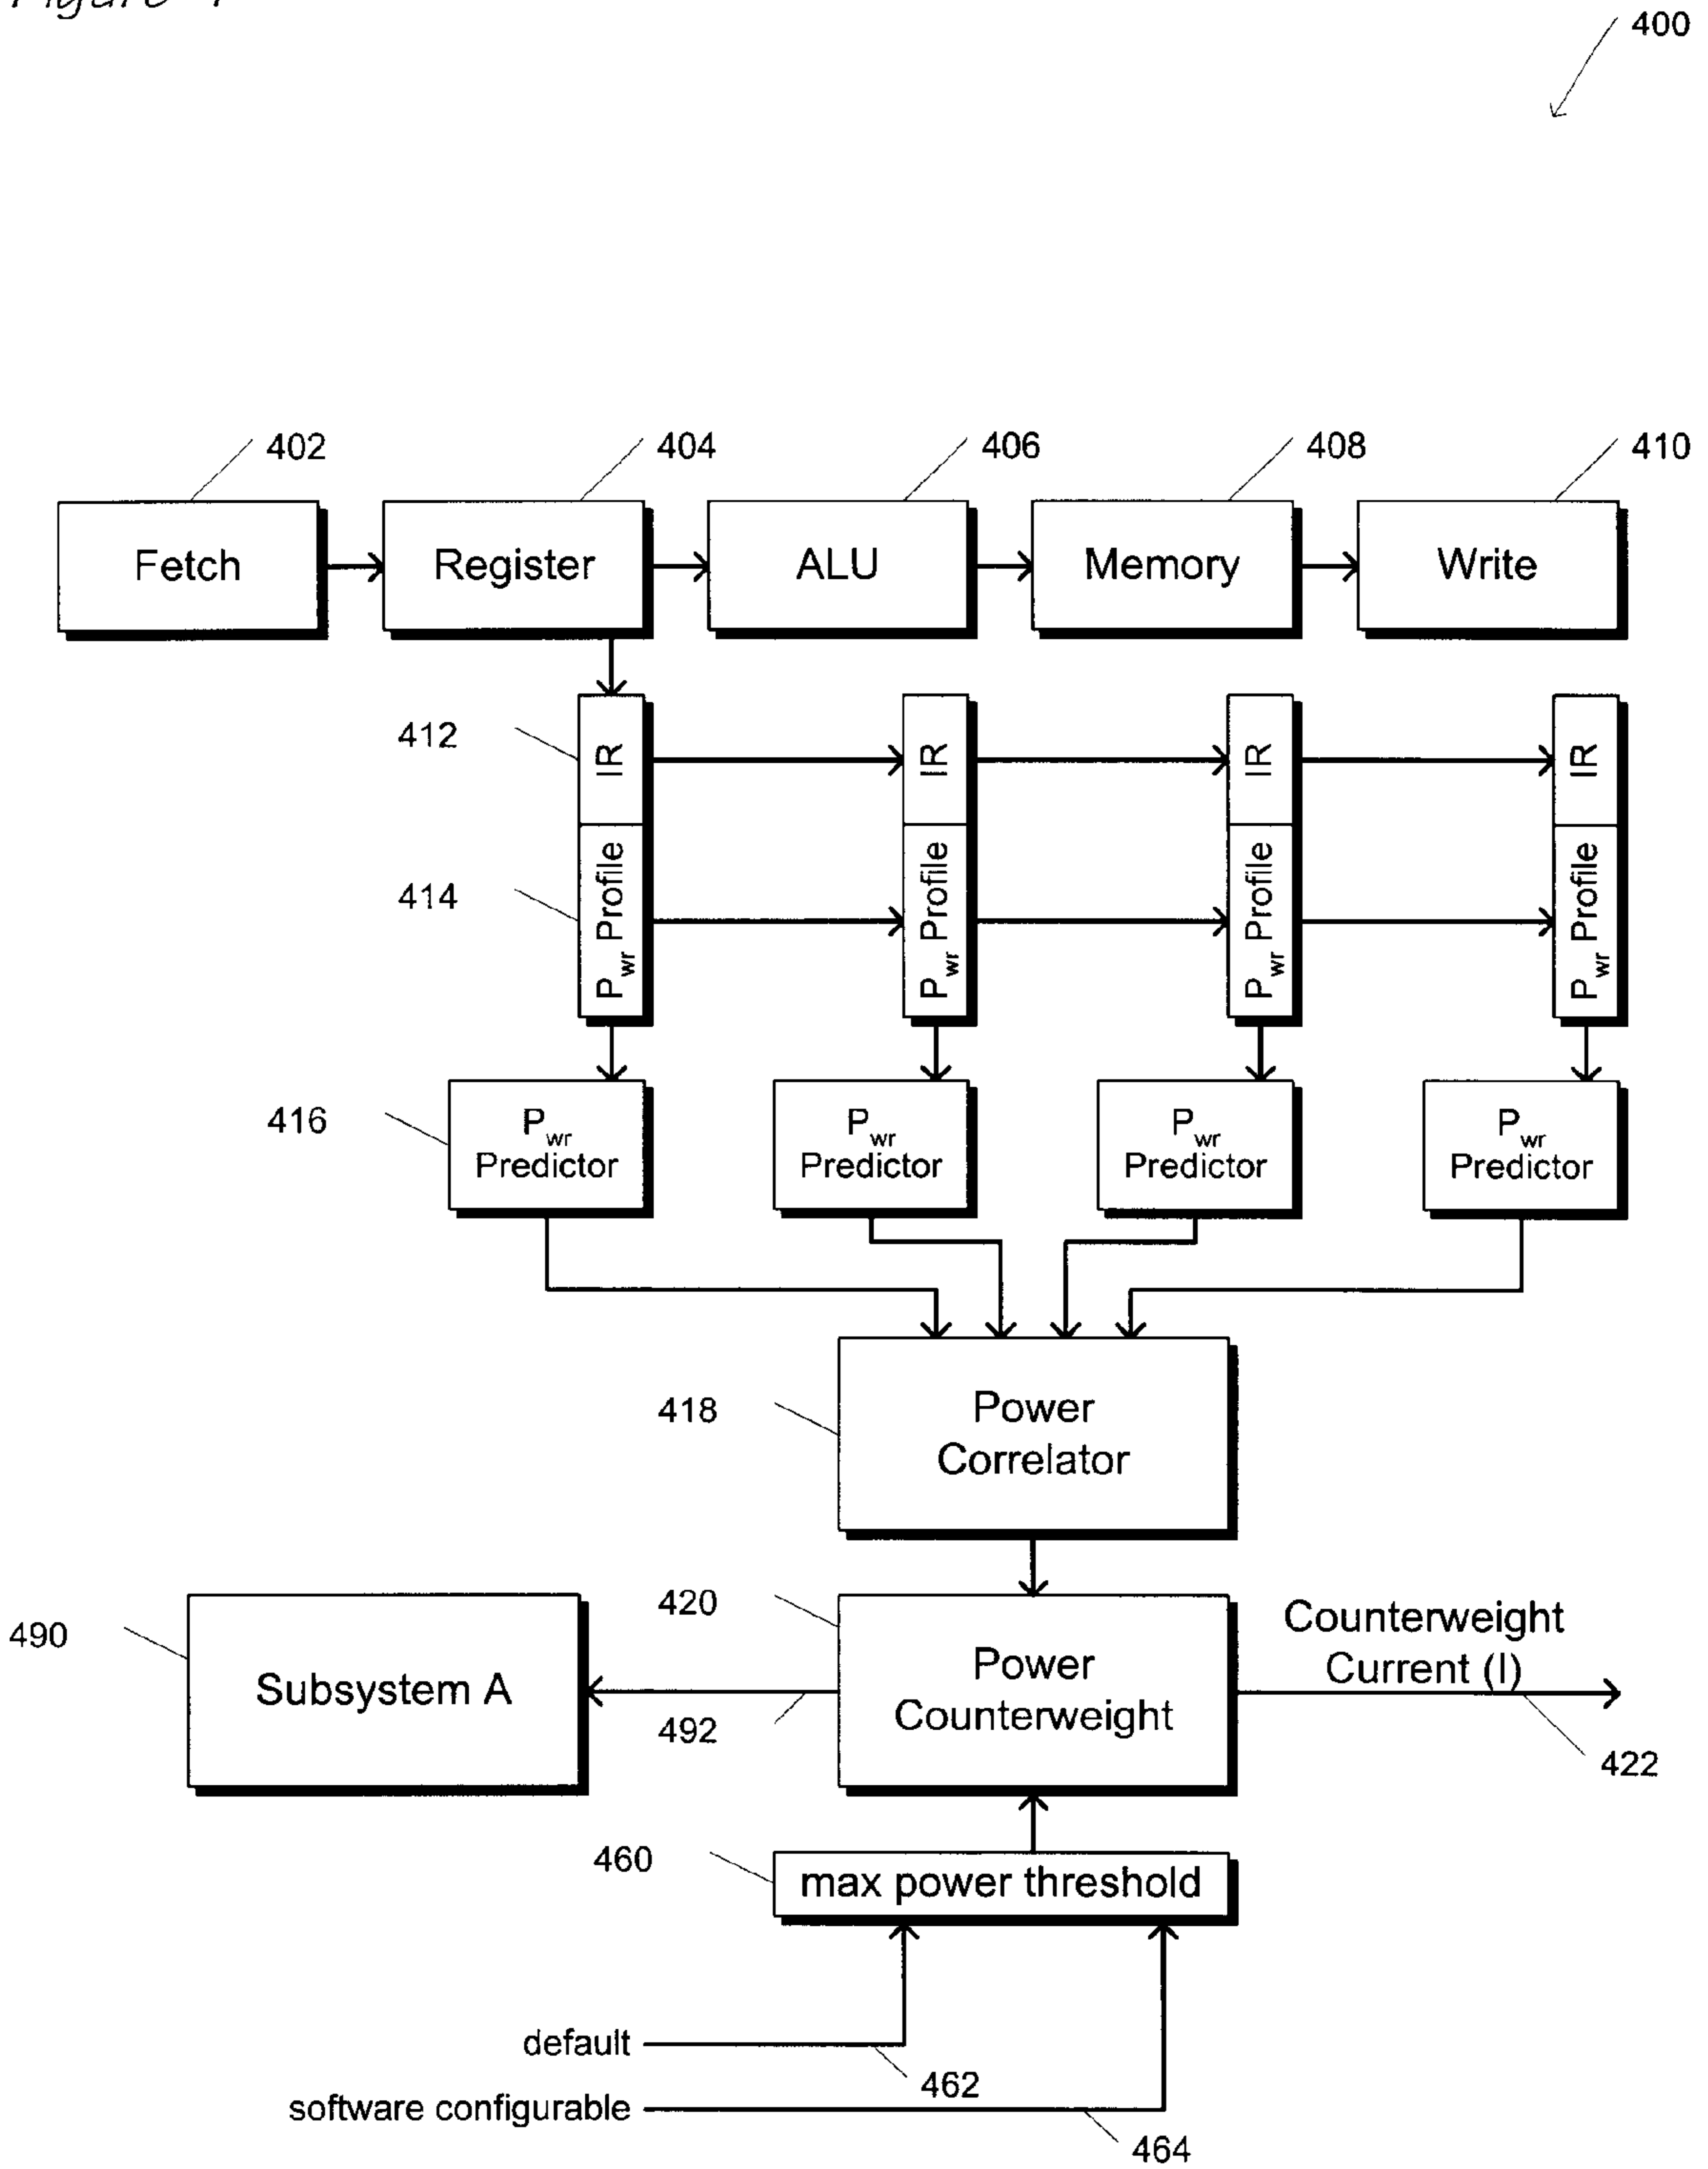 Figure 4
400
402
404
406
408
410
Fetch
Register
ALU
Memory
Write
412
IR
IR
IR
IR
414
Pwr Profile
Pwr Profile
Pwr Profile
Pwr Profile
416
Pwr
Predictor
Pwr
Predictor
Pwr
Predictor
Pwr
Predictor
418
Power
Correlator
490
Subsystem A
492
420
Power
Counterweight
Counterweight
Current (I)
422
460
max power threshold
default
462
software configurable
464